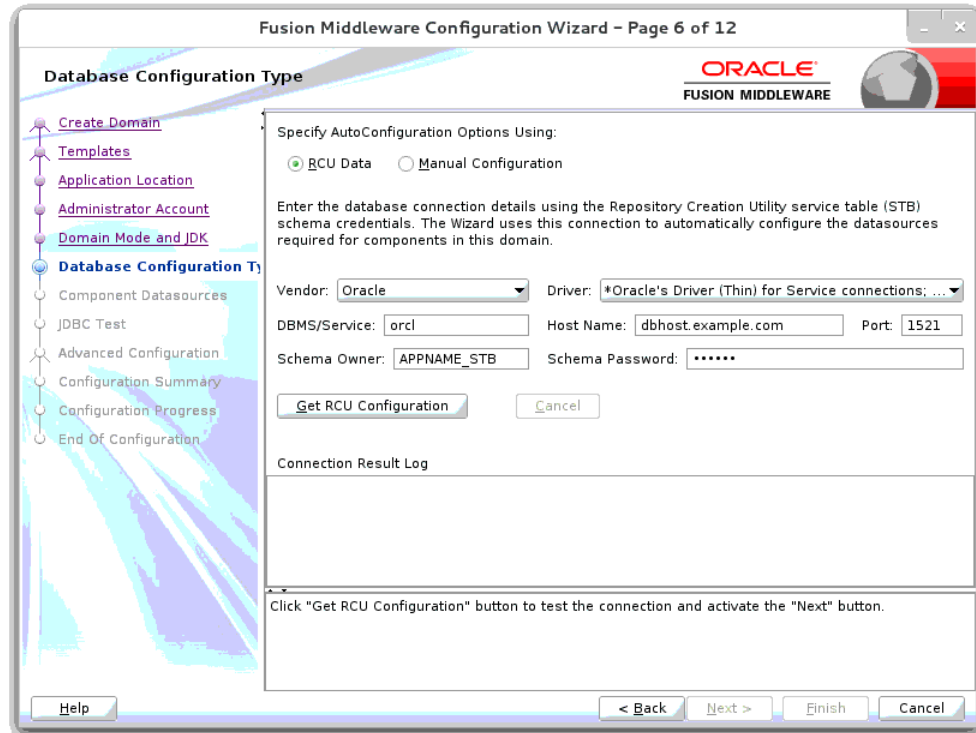 Fusion Middleware Configuration Wizard – Page 6 of 12
Database Configuration Type
ORACLE
FUSION MIDDLEWARE
Create Domain
Templates
Application Location
Administrator Account
Domain Mode and JDK
Database Configuration Ty
Component Datasources
JDBC Test
Advanced Configuration
Configuration Summary
Configuration Progress
End Of Configuration
Specify AutoConfiguration Options Using:
RCU Data Manual Configuration
Enter the database connection details using the Repository Creation Utility service table (STB)
schema credentials. The Wizard uses this connection to automatically configure the datasources
required for components in this domain.
Vendor: Oracle Driver: *Oracle's Driver (Thin) for Service connections; ...
DBMS/Service: orcl Host Name: dbhost.example.com Port: 1521
Schema Owner: APPNAME_STB Schema Password: ••••••
Get RCU Configuration Cancel
Connection Result Log
Click "Get RCU Configuration" button to test the connection and activate the "Next" button.
Help < Back Next > Finish Cancel